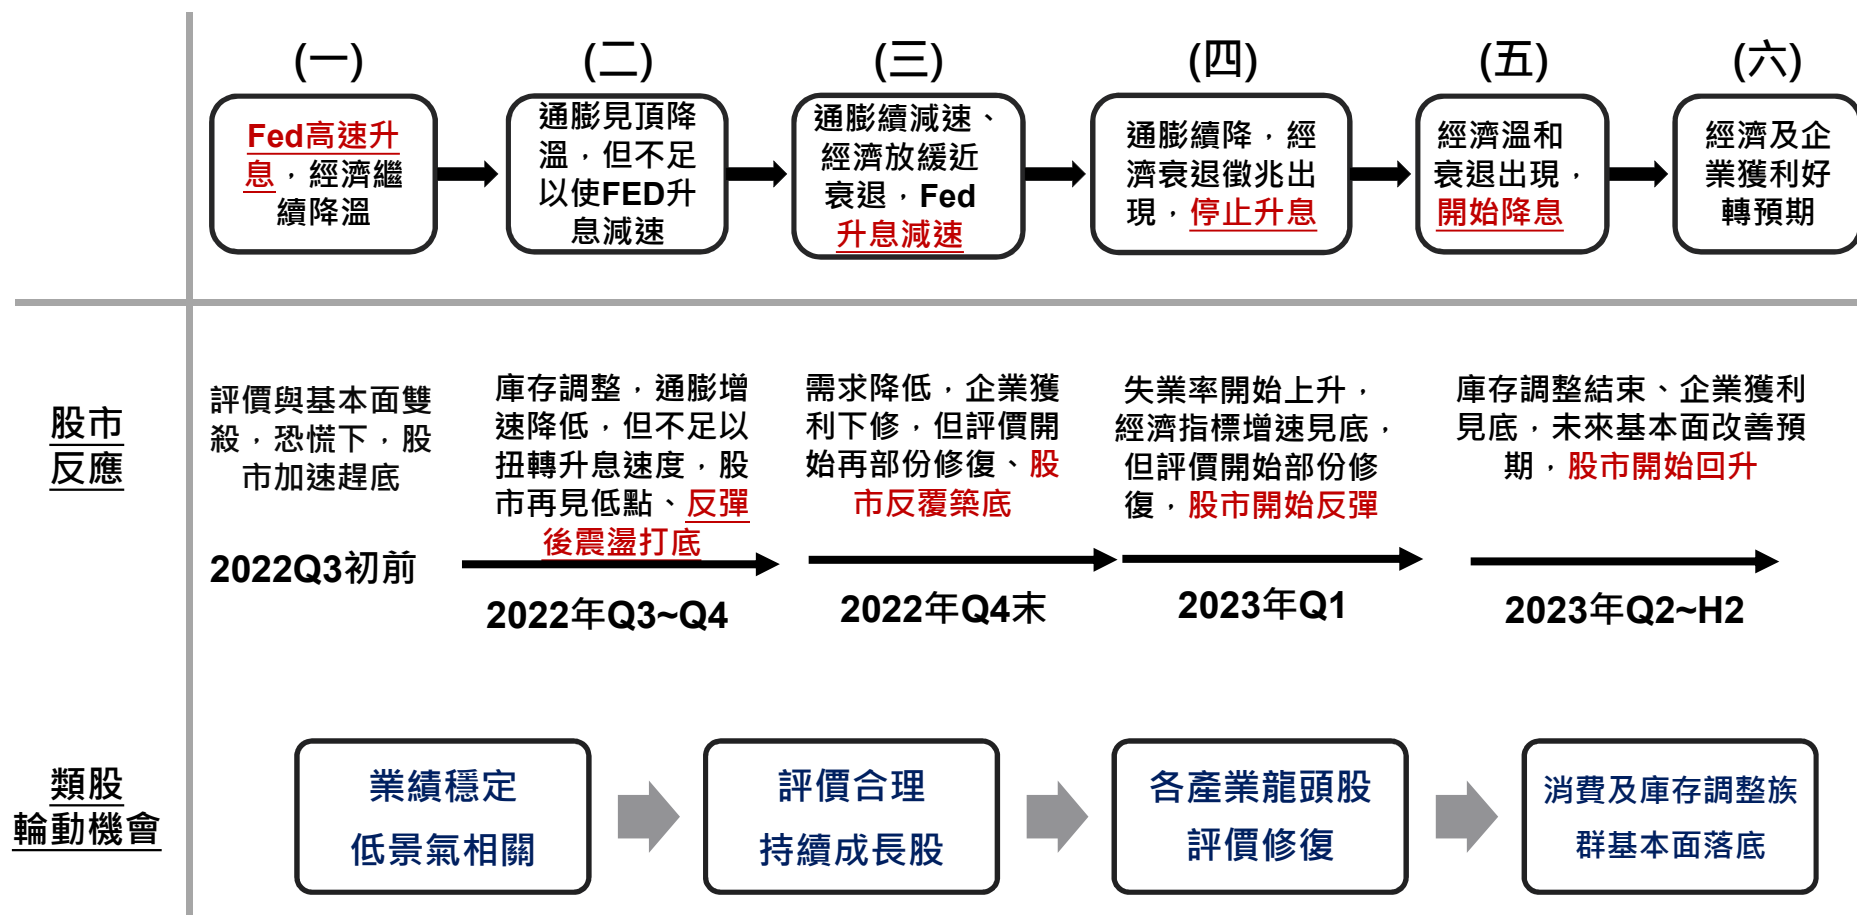 (一)
(二)
(三)
(四)
(五)
(六)
Fed高速升
息，經濟繼
續降溫
通膨見頂降
溫，但不足
以使FED升
息減速
通膨續減速、
經濟放緩近
衰退，Fed
升息減速
通膨續降，經
濟衰退徵兆出
現，停止升息
經濟溫和
衰退出現，
開始降息
經濟及企
業獲利好
轉預期
股市
反應
評價與基本面雙
殺，恐慌下，股
市加速趕底
2022Q3初前
庫存調整，通膨增
速降低，但不足以
扭轉升息速度，股
市再見低點、反彈
後震盪打底
2022年Q3~Q4
需求降低，企業獲
利下修，但評價開
始再部份修復、股
市反覆築底
2022年Q4末
失業率開始上升，
經濟指標增速見底，
但評價開始部份修
復，股市開始反彈
2023年Q1
庫存調整結束、企業獲利
見底，未來基本面改善預
期，股市開始回升
2023年Q2~H2
類股
輪動機會
業績穩定
低景氣相關
評價合理
持續成長股
各產業龍頭股
評價修復
消費及庫存調整族
群基本面落底